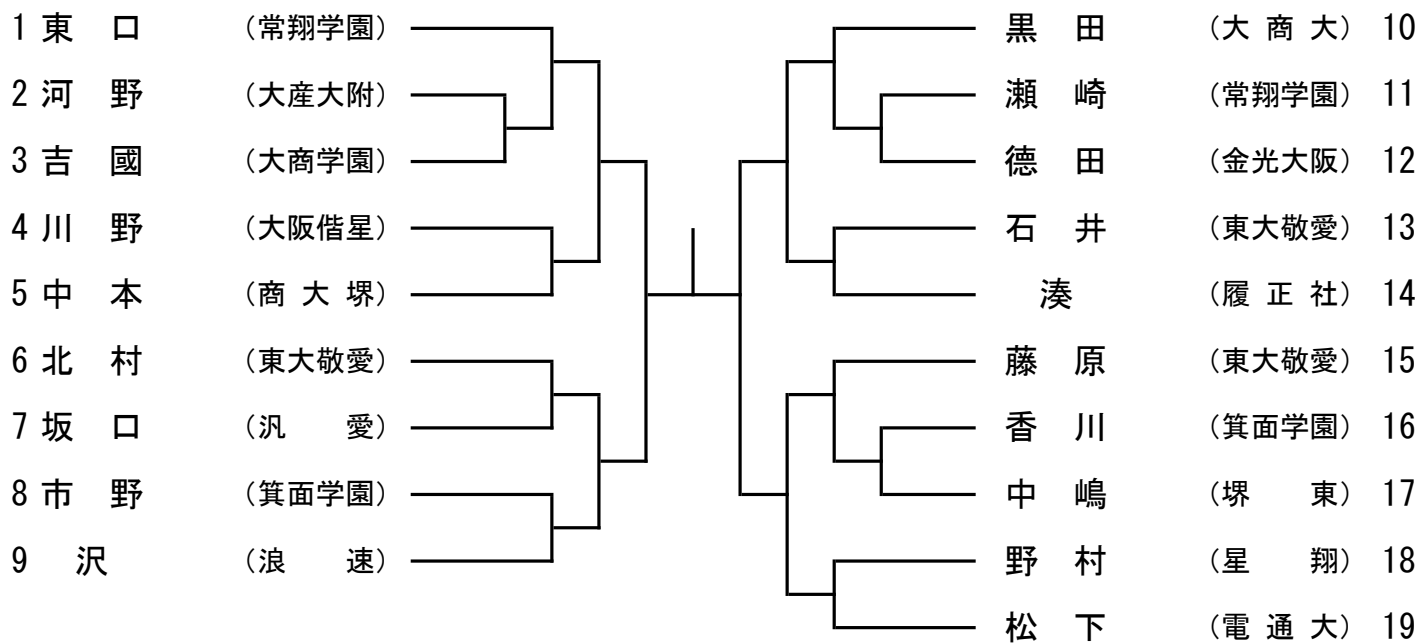 1 東 口 (常翔学園)
2 河 野 (大産大附)
3 吉 國 (大商学園)
4 川 野 (大阪偕星)
5 中 本 (商 大 堺)
6 北 村 (東大敬愛)
7 坂 口 (汎 愛)
8 市 野 (箕面学園)
9 沢 (浪 速)
黒 田 (大 商 大) 10
瀬 崎 (常翔学園) 11
德 田 (金光大阪) 12
石 井 (東大敬愛) 13
湊 (履 正 社) 14
藤 原 (東大敬愛) 15
香 川 (箕面学園) 16
中 嶋 (堺 東) 17
野 村 (星 翔) 18
松 下 (電 通 大) 19